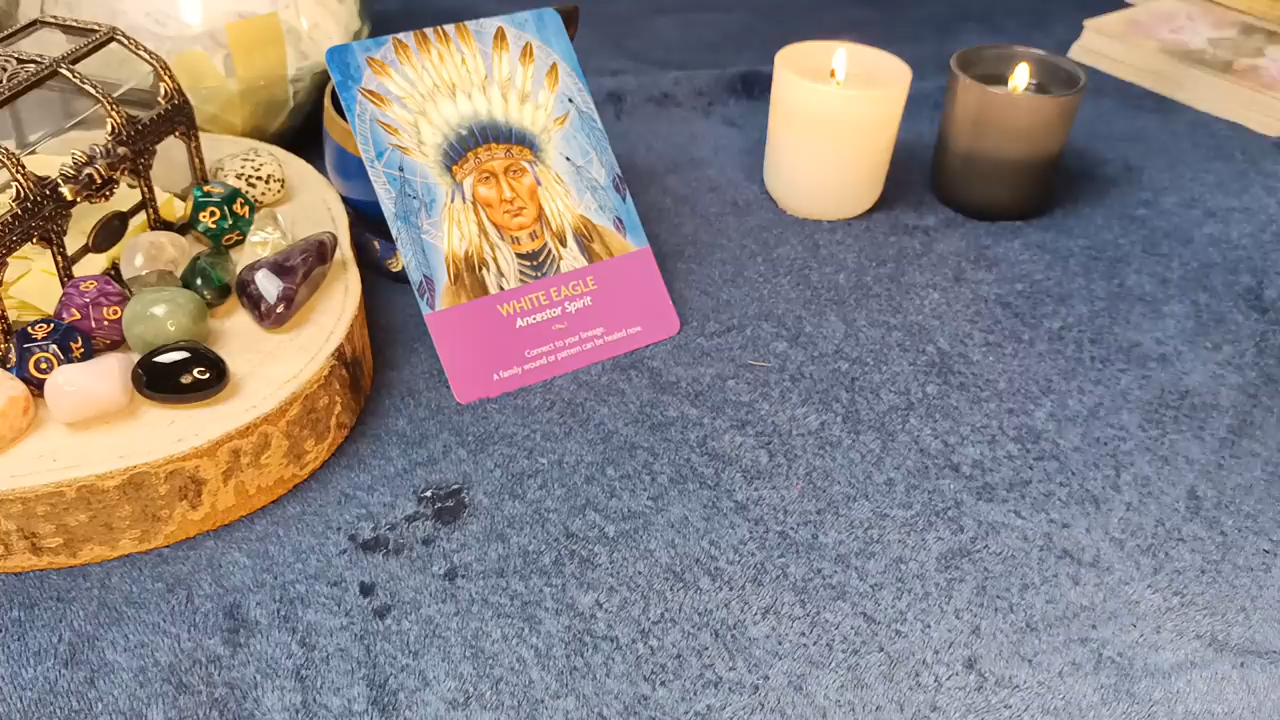 WHITE EAGLE
Ancestor Spirit
Connect to your lineage.
A family wound or pattern can be healed now.